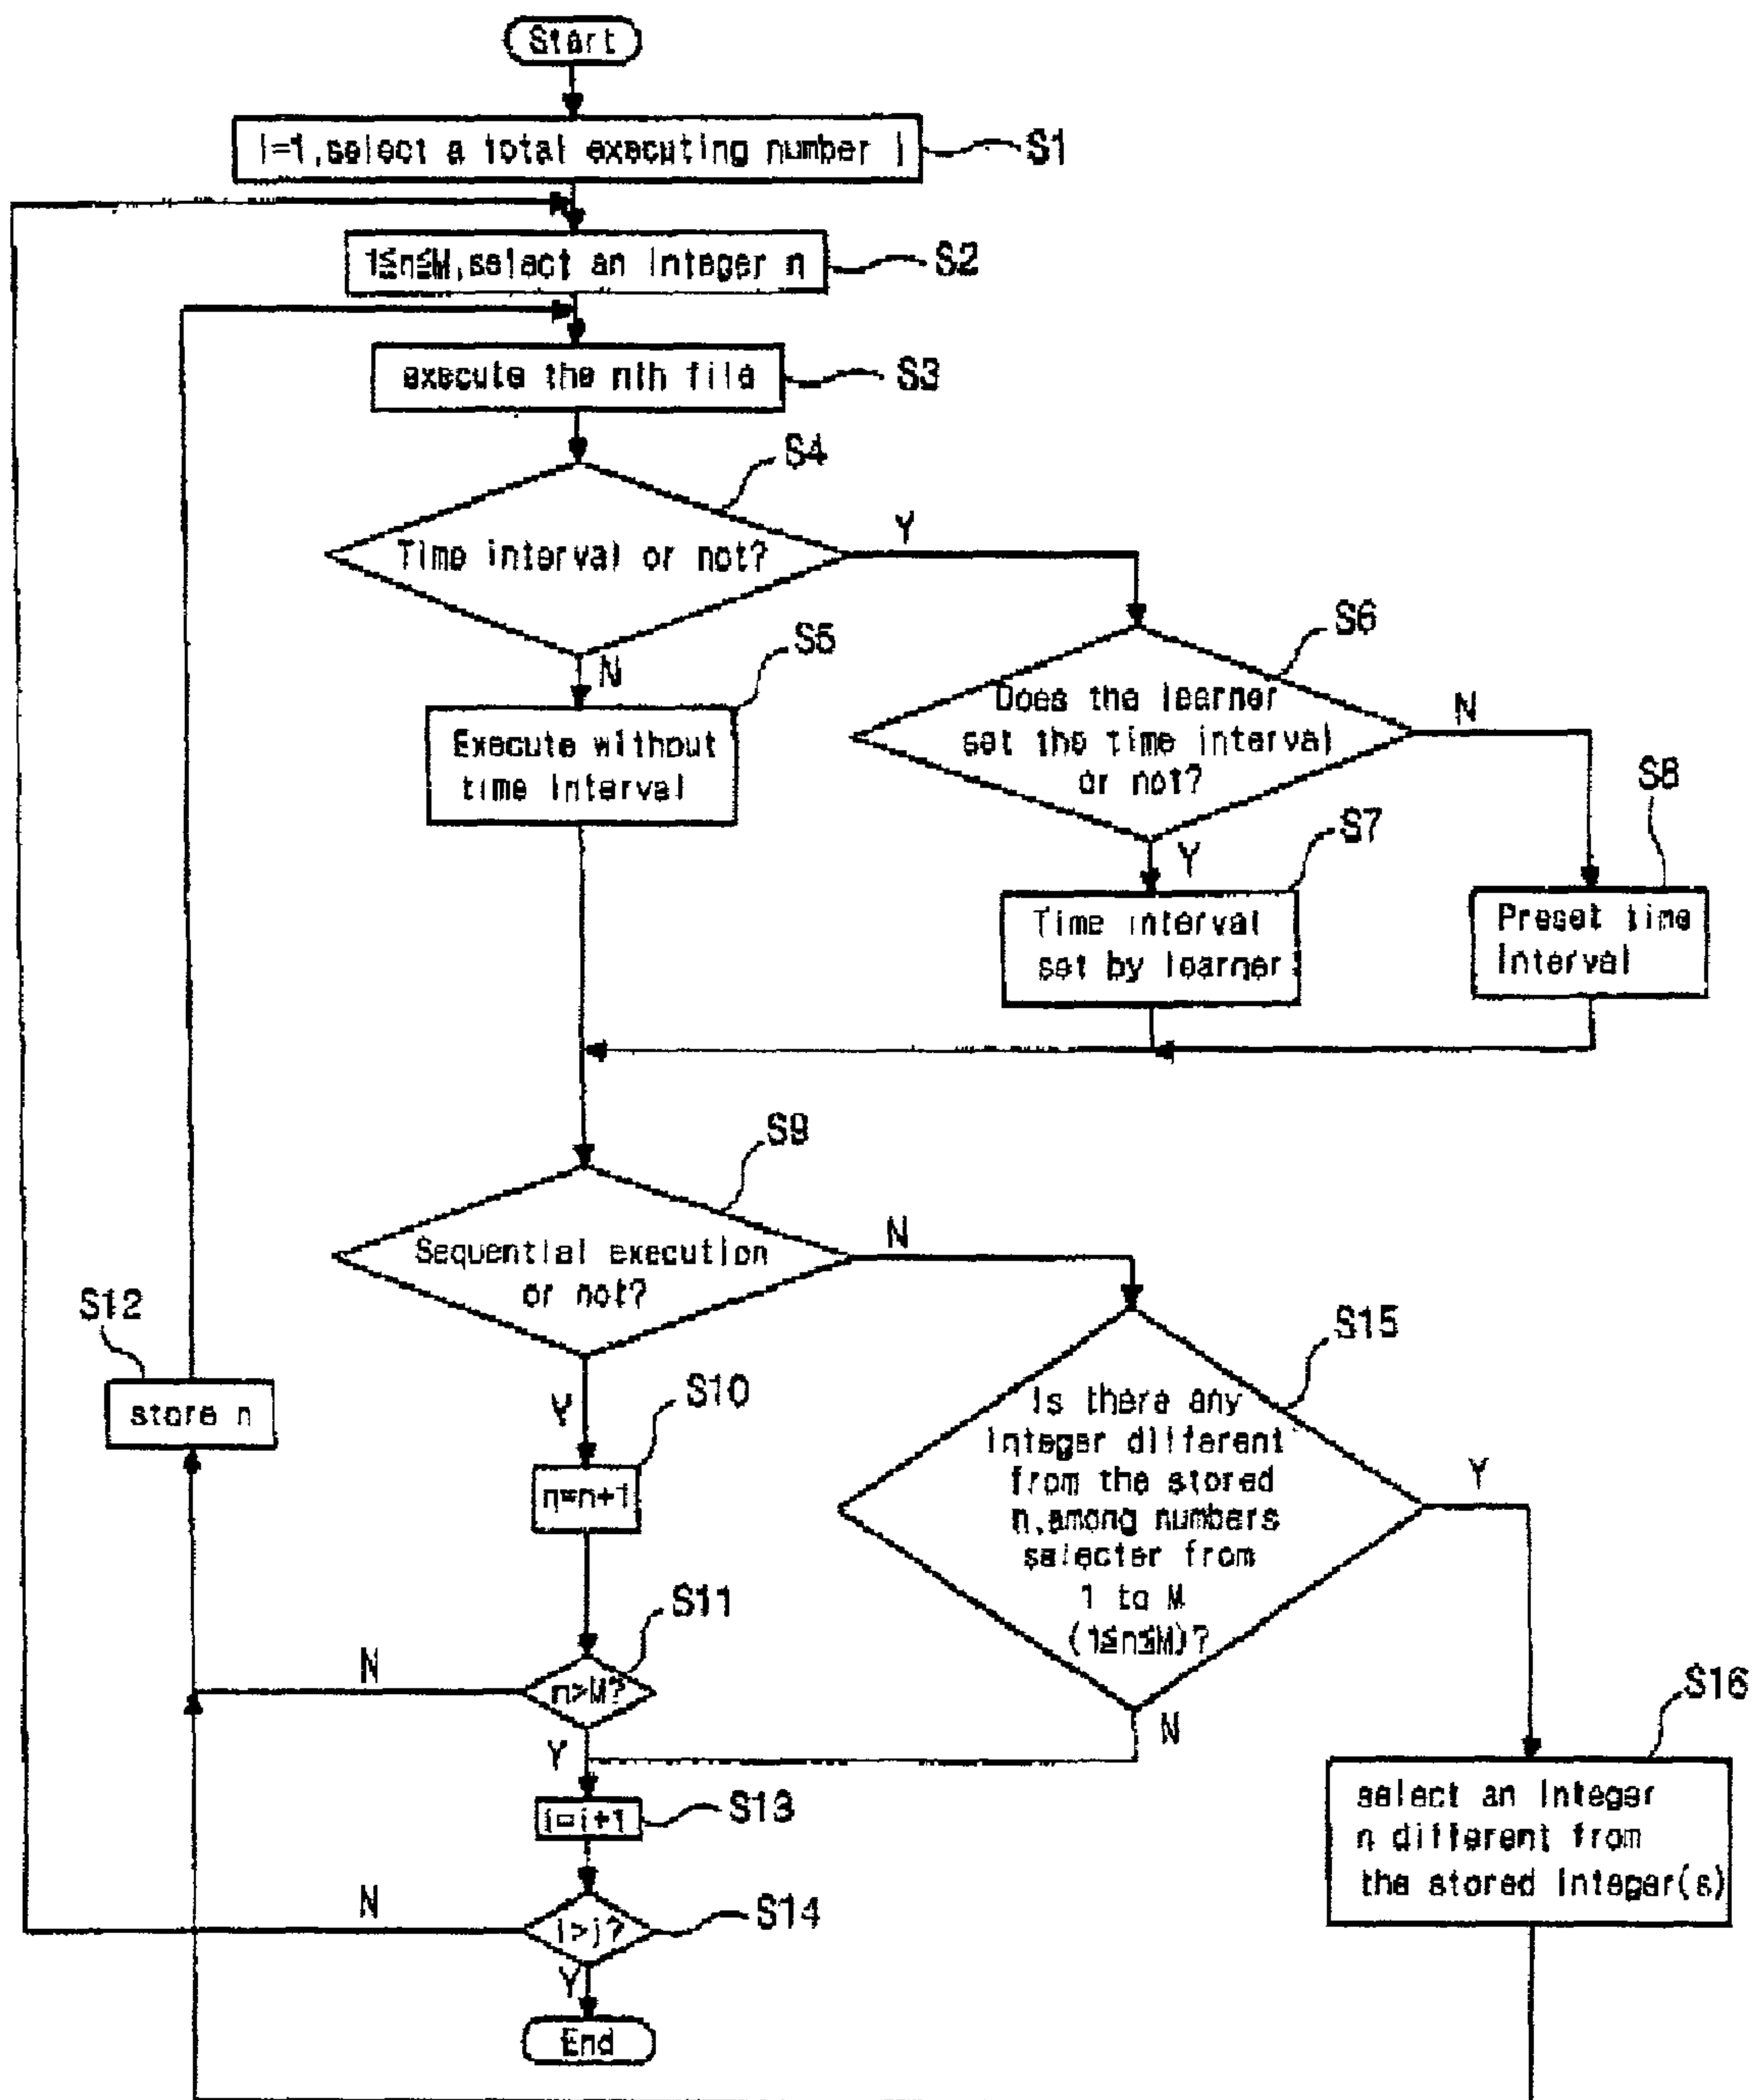 Start
i=1,select a total executing number j
S1
1≦n≦M,select an integer n
S2
execute the nth file
S3
S4
Time interval or not?
Y
N
S5
Execute without
time interval
S6
Does the learner
set the time interval
or not?
N
Y
S7
Time interval
set by learner
S8
Preset time
interval
S9
Sequential execution
or not?
N
Y
S12
store n
S10
n=n+1
S15
Is there any
integer different
from the stored
n,among numbers
selecter from
1 to M
(1≦n≦M)?
Y
N
S11
n>M?
N
Y
S16
select an integer
n different from
the stored integer(s)
i=i+1
S13
i>j?
S14
N
Y
End